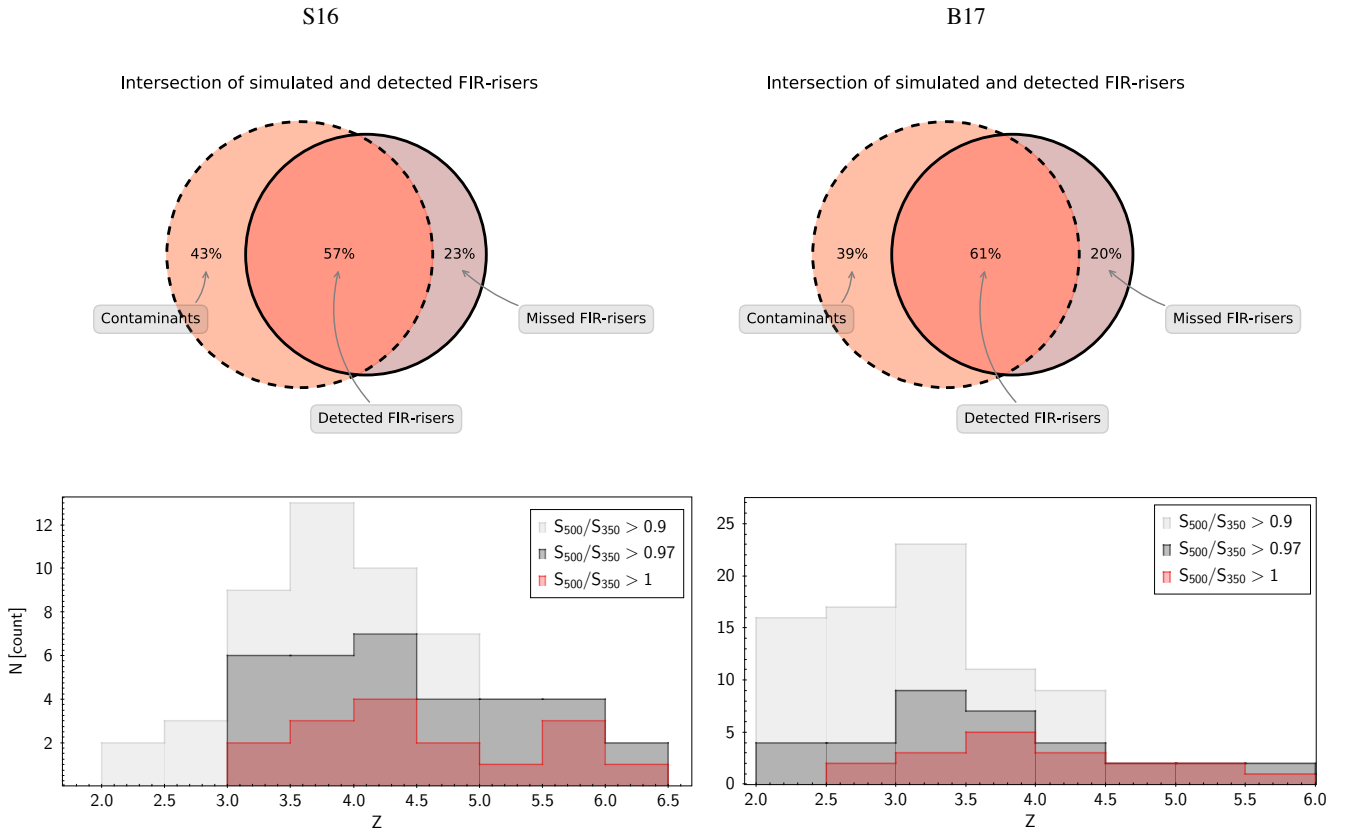 S16
B17
Intersection of simulated and detected FIR-risers
Intersection of simulated and detected FIR-risers
43%
57%
23%
39%
61%
20%
Contaminants
Missed FIR-risers
Contaminants
Missed FIR-risers
Detected FIR-risers
Detected FIR-risers
N [count]
12
10
8
6
4
2
S500/S350 > 0.9
S500/S350 > 0.97
S500/S350 > 1
2.0 2.5 3.0 3.5 4.0 4.5 5.0 5.5 6.0 6.5
Z
25
20
15
10
5
0
S500/S350 > 0.9
S500/S350 > 0.97
S500/S350 > 1
2.0 2.5 3.0 3.5 4.0 4.5 5.0 5.5 6.0
Z